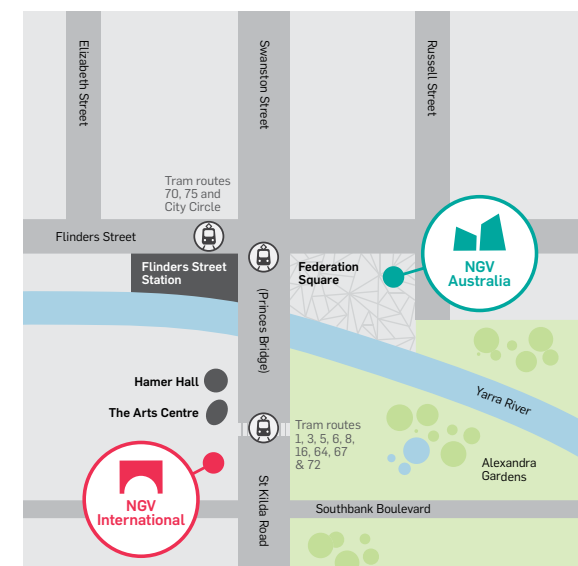 Elizabeth Street
Swanston Street
Russell Street
Tram routes
70, 75 and
City Circle
Flinders Street
Flinders Street
Station
Federation
Square
NGV
Australia
(Princes Bridge)
Hamer Hall
The Arts Centre
Yarra River
Tram routes
1, 3, 5, 6, 8,
16, 64, 67
& 72
Alexandra
Gardens
NGV
International
St Kilda Road
Southbank Boulevard